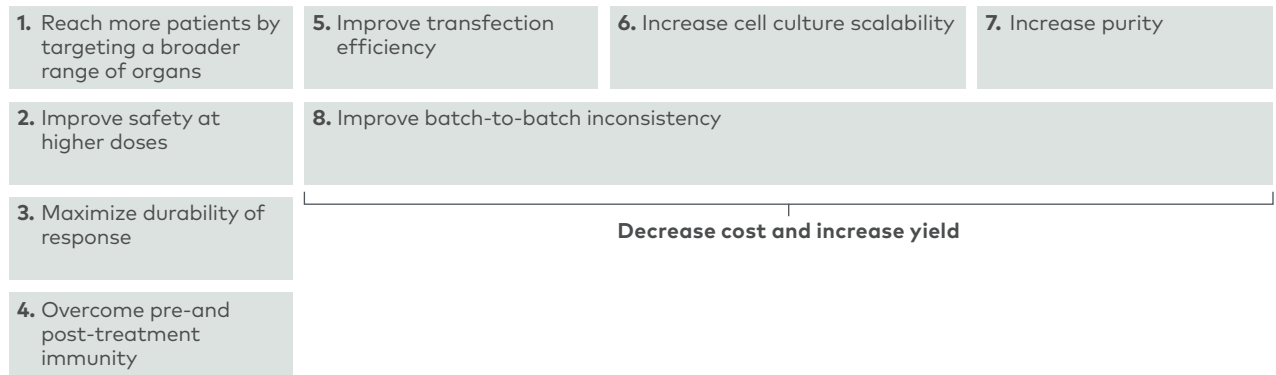 1. Reach more patients by
targeting a broader
range of organs
2. Improve safety at
higher doses
3. Maximize durability of
response
4. Overcome pre-and
post-treatment
immunity
5. Improve transfection
efficiency
6. Increase cell culture scalability
7. Increase purity
8. Improve batch-to-batch inconsistency
Decrease cost and increase yield